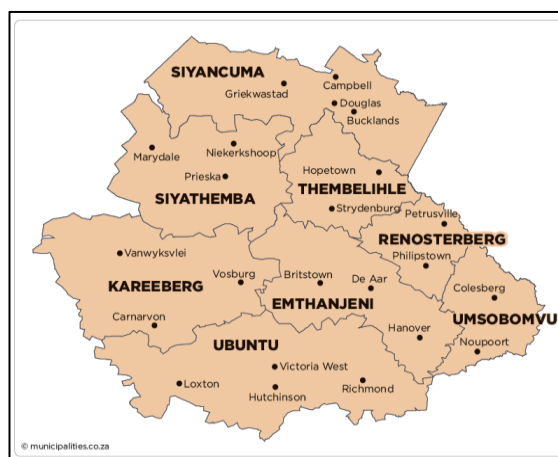 SIYANCUMA
Campbell
Griekwastad
Douglas
Bucklands
Marydale
Niekerkshoop
Prieska
SIYATHEMBA
Hopetown
THEMBELIHLE
Strydenburg
Petrusville
RENOSTERBERG
Philipstown
Vanwyksvlei
Vosburg
KAREEBERG
Carnarvon
Britstown
De Aar
EMTHANJENI
Hanover
Colesberg
UMSOBOMVU
Noupoort
UBUNTU
Victoria West
Loxton
Hutchinson
Richmond
© municipalities.co.za